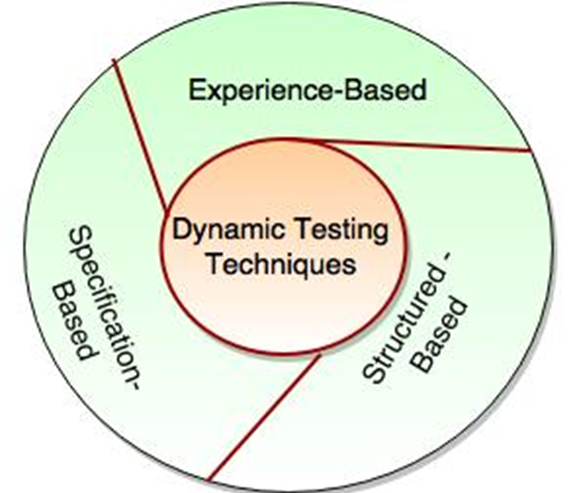 Experience-Based
Dynamic Testing
Techniques
Specification-
Based
Structured -
Based